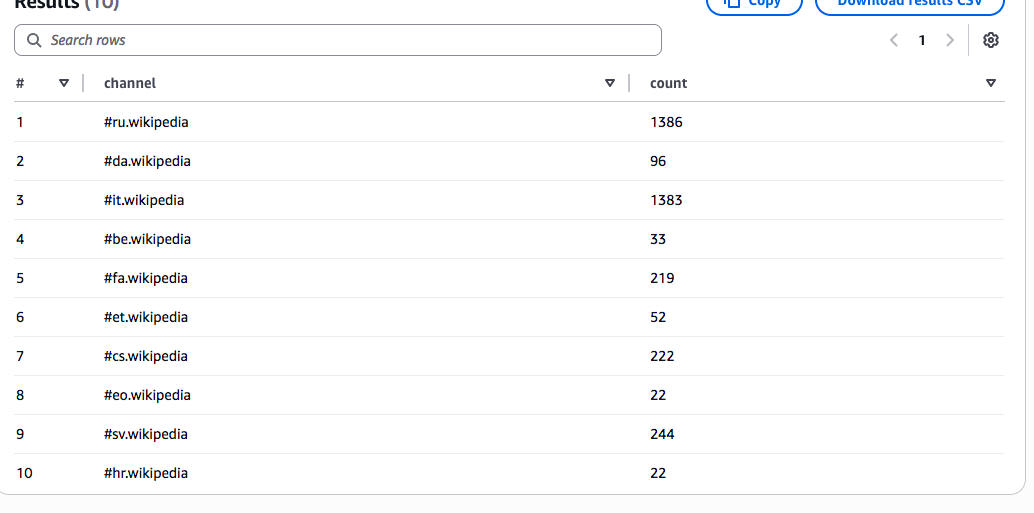 Results (10)
Copy
Download results CSV
Search rows
1
# channel count
1 #ru.wikipedia 1386
2 #da.wikipedia 96
3 #it.wikipedia 1383
4 #be.wikipedia 33
5 #fa.wikipedia 219
6 #et.wikipedia 52
7 #cs.wikipedia 222
8 #eo.wikipedia 22
9 #sv.wikipedia 244
10 #hr.wikipedia 22